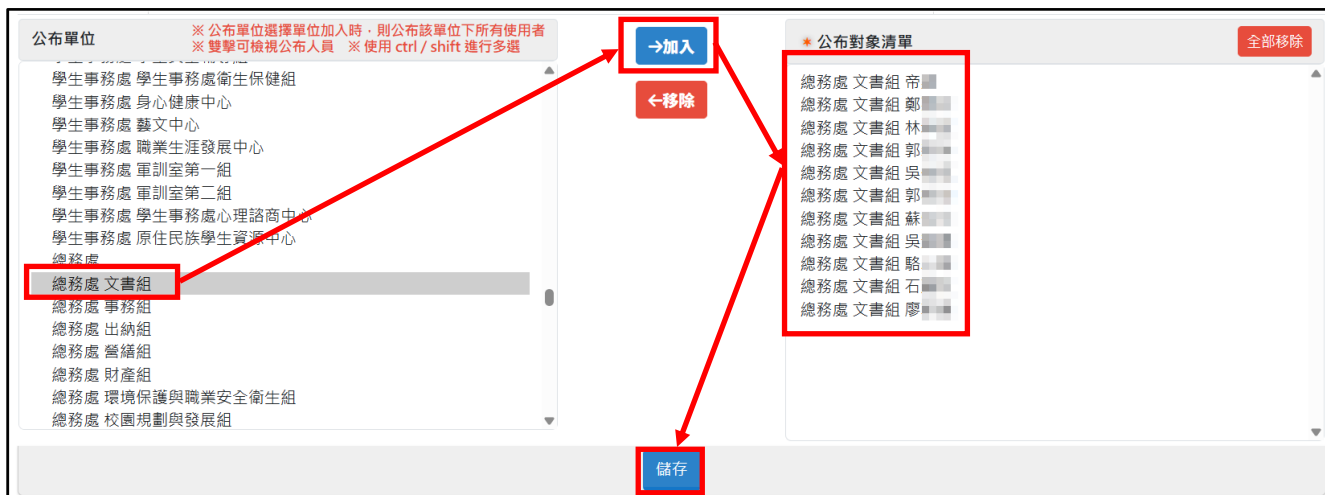 公布單位
※ 公布單位選擇單位加入時，則公布該單位下所有使用者
※ 雙擊可檢視公布人員 ※ 使用 ctrl / shift 進行多選
學生事務處 學生事務處衛生保健組
學生事務處 身心健康中心
學生事務處 藝文中心
學生事務處 職業生涯發展中心
學生事務處 軍訓室第一組
學生事務處 軍訓室第二組
學生事務處 學生事務處心理諮商中心
學生事務處 原住民族學生資源中心
總務處
總務處 文書組
總務處 事務組
總務處 出納組
總務處 營繕組
總務處 財產組
總務處 環境保護與職業安全衛生組
總務處 校園規劃與發展組
→加入
←移除
✶ 公布對象清單
全部移除
總務處 文書組 帝
總務處 文書組 鄭
總務處 文書組 林
總務處 文書組 郭
總務處 文書組 吳
總務處 文書組 郭
總務處 文書組 蘇
總務處 文書組 吳
總務處 文書組 駱
總務處 文書組 石
總務處 文書組 廖
儲存